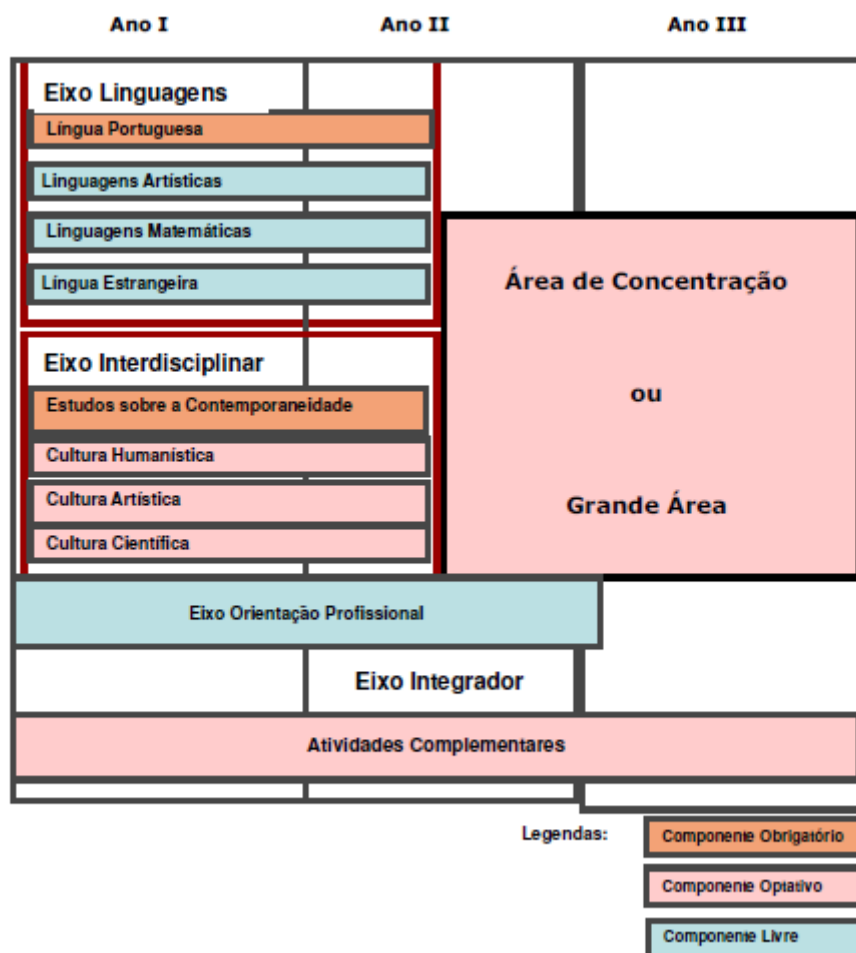 Ano I Ano II Ano III
Eixo Linguagens
Língua Portuguesa
Linguagens Artísticas
Linguagens Matemáticas
Língua Estrangeira
Área de Concentração
ou
Grande Área
Eixo Interdisciplinar
Estudos sobre a Contemporaneidade
Cultura Humanística
Cultura Artística
Cultura Científica
Eixo Orientação Profissional
Eixo Integrador
Atividades Complementares
Legendas:
Componente Obrigatório
Componente Optativo
Componente Livre